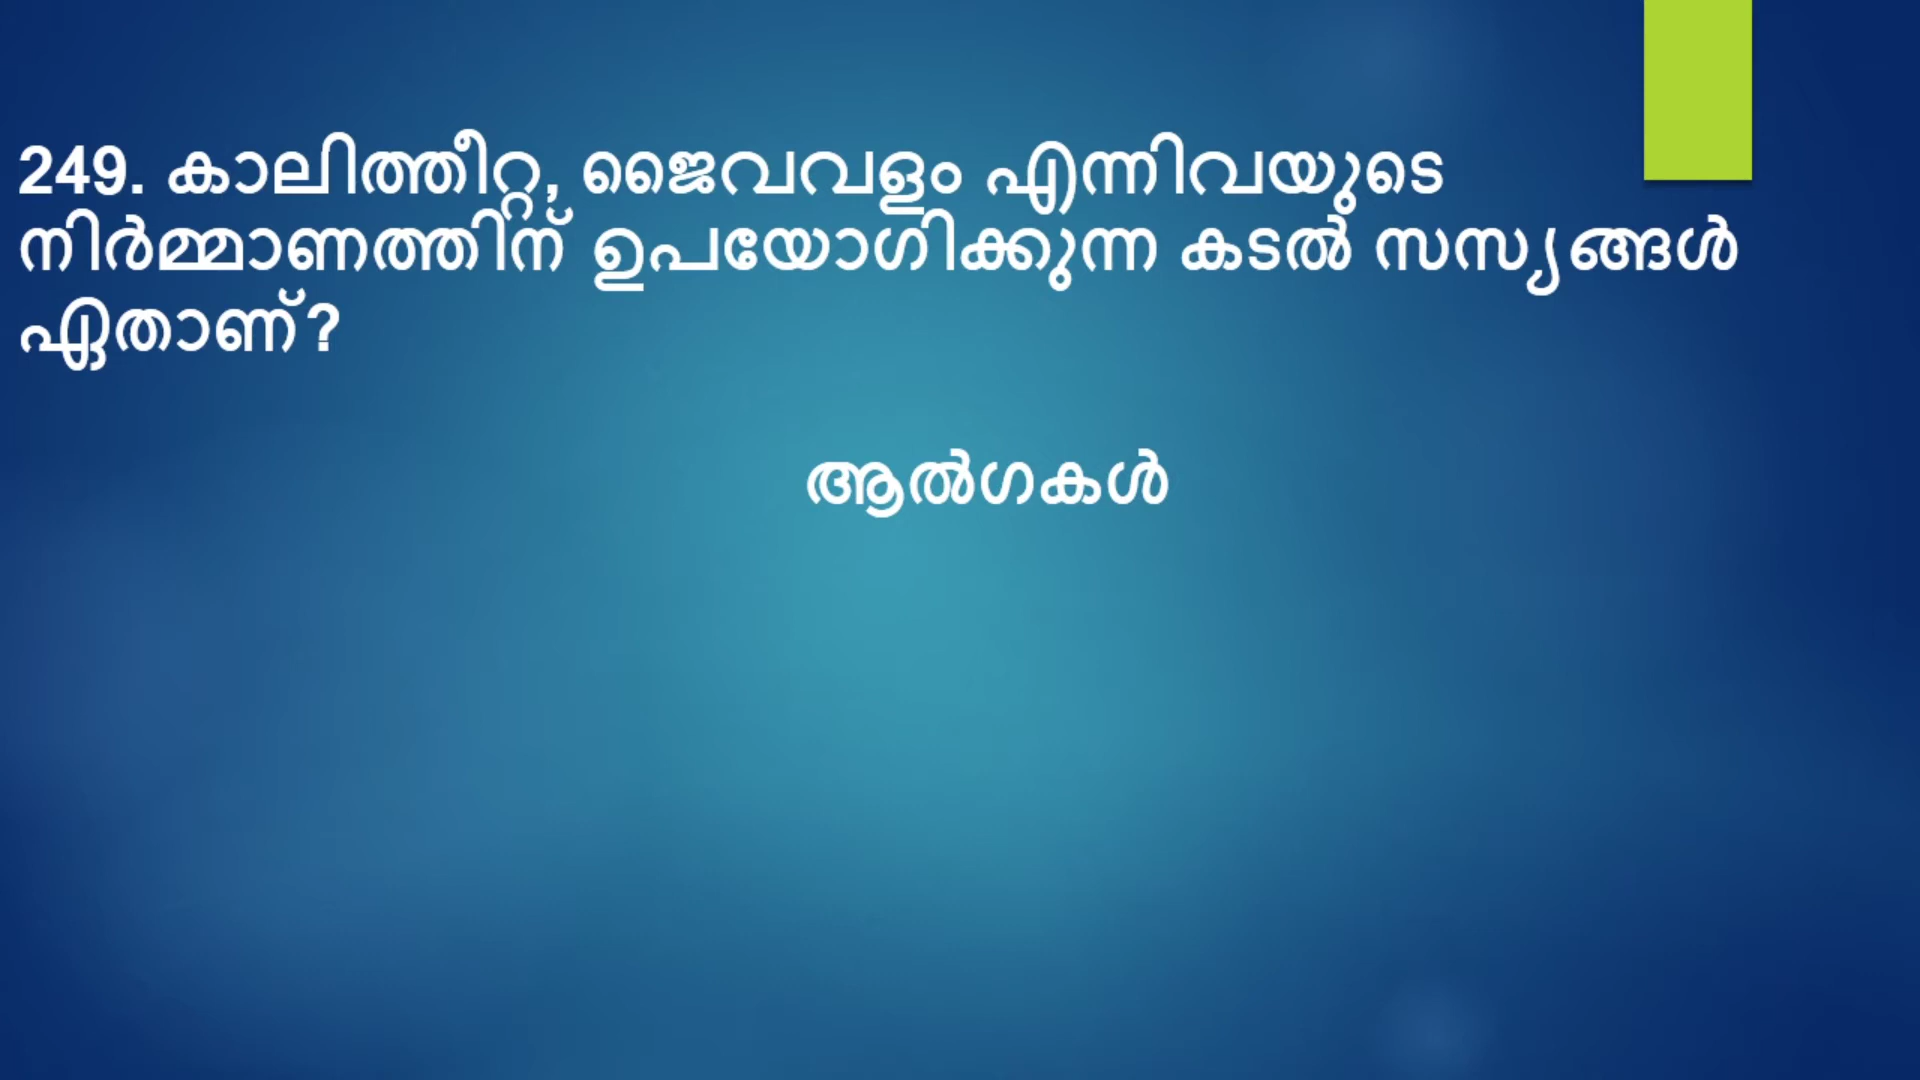 249. കാലിത്തീറ്റ, ജൈവവളം എന്നിവയുടെ
നിർമ്മാണത്തിന് ഉപയോഗിക്കുന്ന കടൽ സസ്യങ്ങൾ
ഏതാണ്?
ആൽഗകൾ